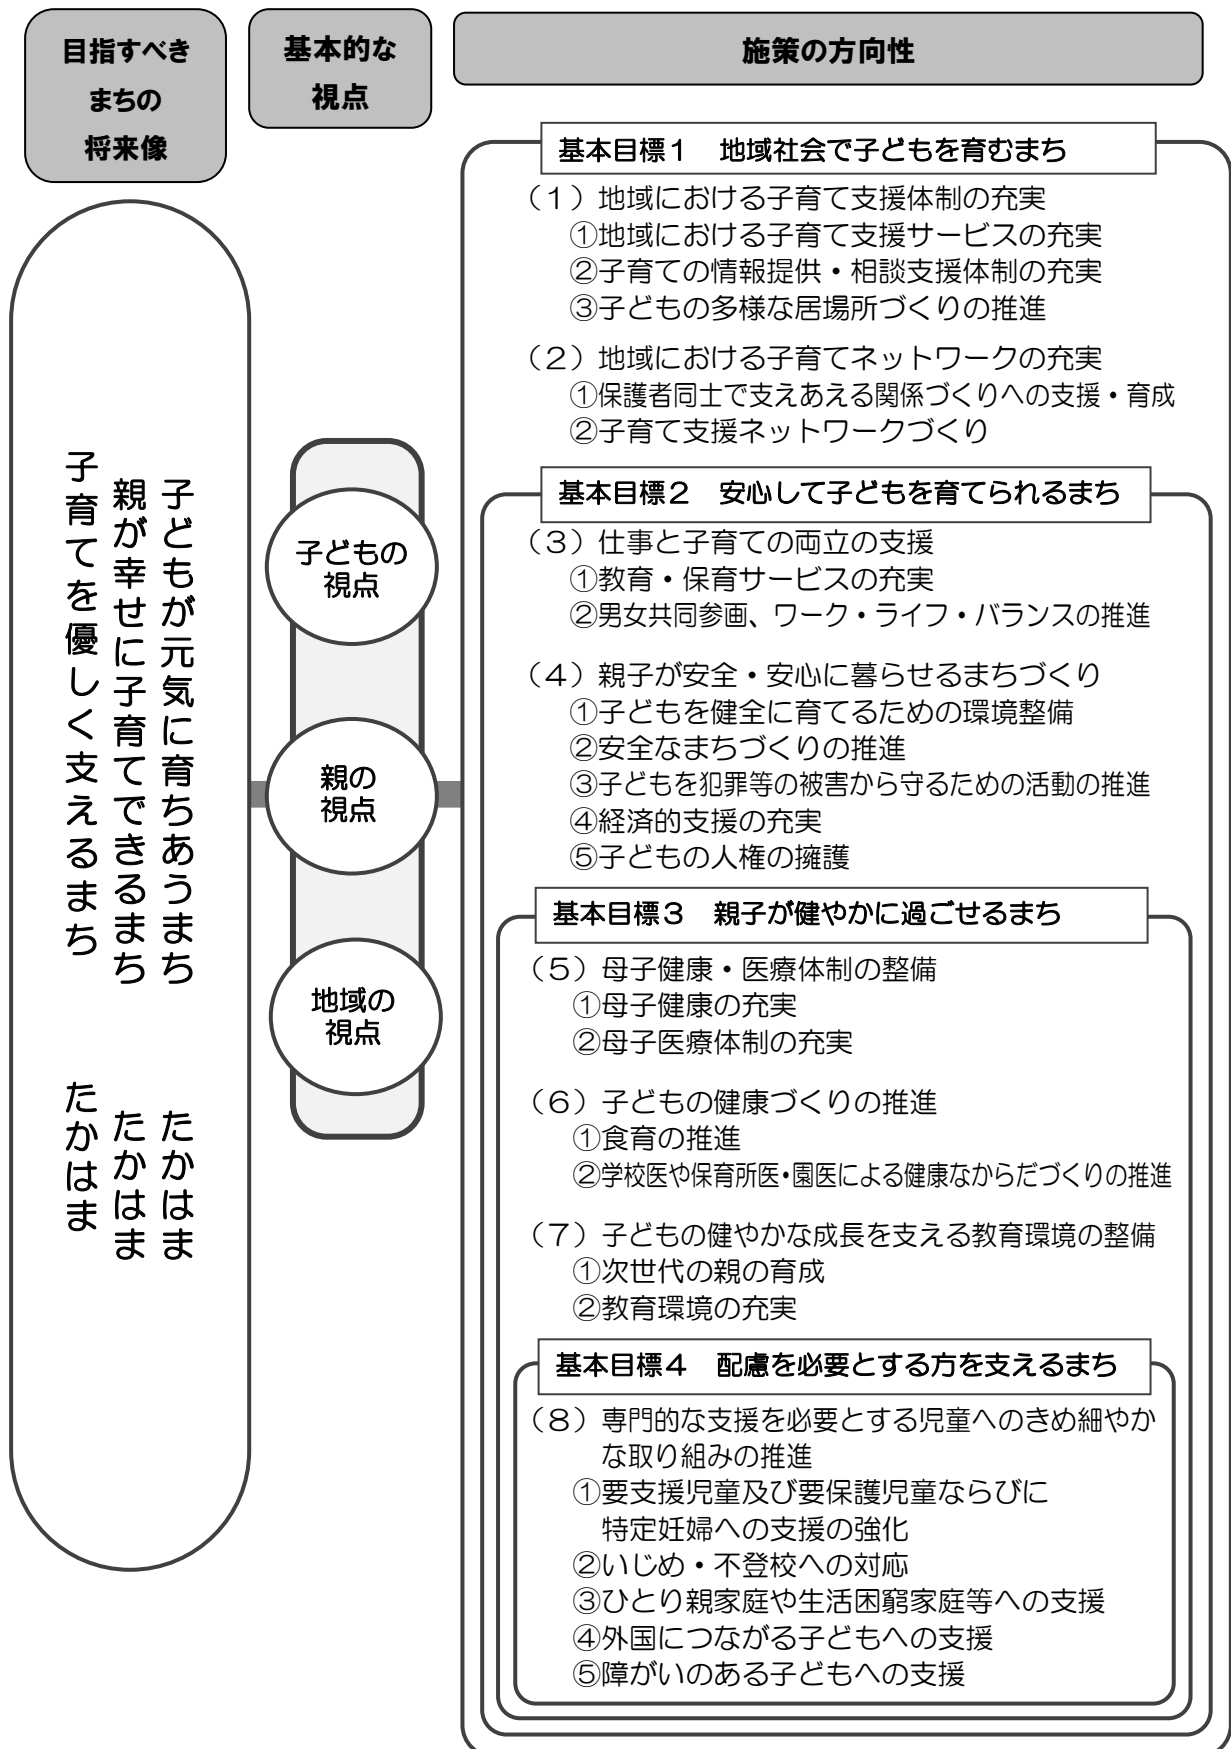 目指すべき
まちの
将来像
基本的な
視点
施策の方向性
子どもが元気に育ちあうまち　たかはま
親が幸せに子育てできるまち　たかはま
子育てを優しく支えるまち　たかはま
子どもの
視点
親の
視点
地域の
視点
基本目標１　地域社会で子どもを育むまち
（１）地域における子育て支援体制の充実
①地域における子育て支援サービスの充実
②子育ての情報提供・相談支援体制の充実
③子どもの多様な居場所づくりの推進
（２）地域における子育てネットワークの充実
①保護者同士で支えあえる関係づくりへの支援・育成
②子育て支援ネットワークづくり
基本目標２　安心して子どもを育てられるまち
（３）仕事と子育ての両立の支援
①教育・保育サービスの充実
②男女共同参画、ワーク・ライフ・バランスの推進
（４）親子が安全・安心に暮らせるまちづくり
①子どもを健全に育てるための環境整備
②安全なまちづくりの推進
③子どもを犯罪等の被害から守るための活動の推進
④経済的支援の充実
⑤子どもの人権の擁護
基本目標３　親子が健やかに過ごせるまち
（５）母子健康・医療体制の整備
①母子健康の充実
②母子医療体制の充実
（６）子どもの健康づくりの推進
①食育の推進
②学校医や保育所医・園医による健康なからだづくりの推進
（７）子どもの健やかな成長を支える教育環境の整備
①次世代の親の育成
②教育環境の充実
基本目標４　配慮を必要とする方を支えるまち
（８）専門的な支援を必要とする児童へのきめ細やか
な取り組みの推進
①要支援児童及び要保護児童ならびに
特定妊婦への支援の強化
②いじめ・不登校への対応
③ひとり親家庭や生活困窮家庭等への支援
④外国につながる子どもへの支援
⑤障がいのある子どもへの支援